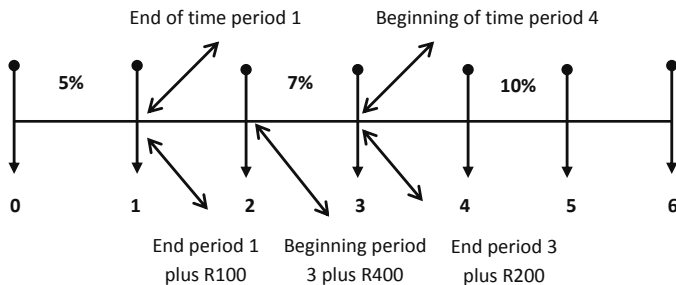 End of time period 1 Beginning of time period 4
5% 7% 10%
0 1 2 3 4 5 6
End period 1 Beginning period End period 3
plus R100 3 plus R400 plus R200